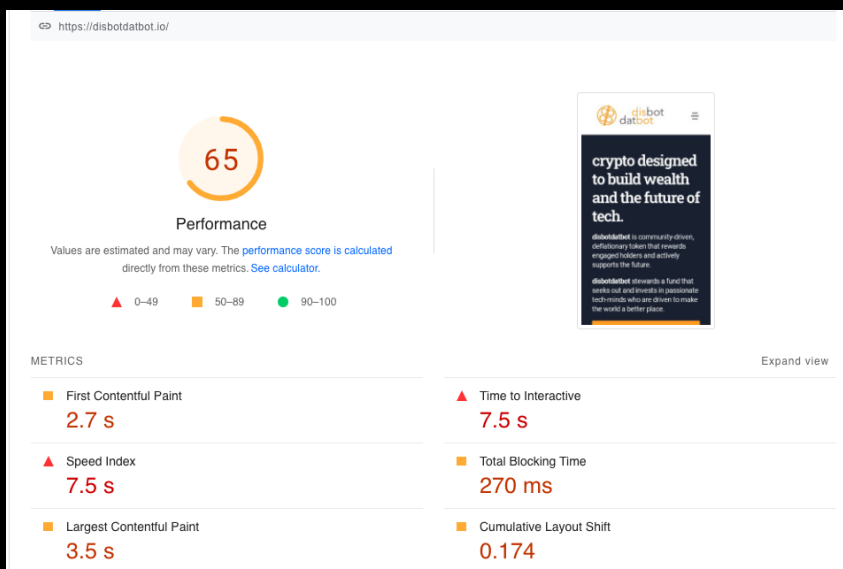 https://disbotdatbot.io/
65
Performance
Values are estimated and may vary. The performance score is calculated
directly from these metrics. See calculator.
0–49
50–89
90–100
disbot
datbot
crypto designed
to build wealth
and the future of
tech.
disbotdatbot is community-driven,
deflationary token that rewards
engaged holders and actively
supports the future.
disbotdatbot stewards a fund that
seeks out and invests in passionate
tech-minds who are driven to make
the world a better place.
METRICS
Expand view
First Contentful Paint
2.7 s
Time to Interactive
7.5 s
Speed Index
7.5 s
Total Blocking Time
270 ms
Largest Contentful Paint
3.5 s
Cumulative Layout Shift
0.174